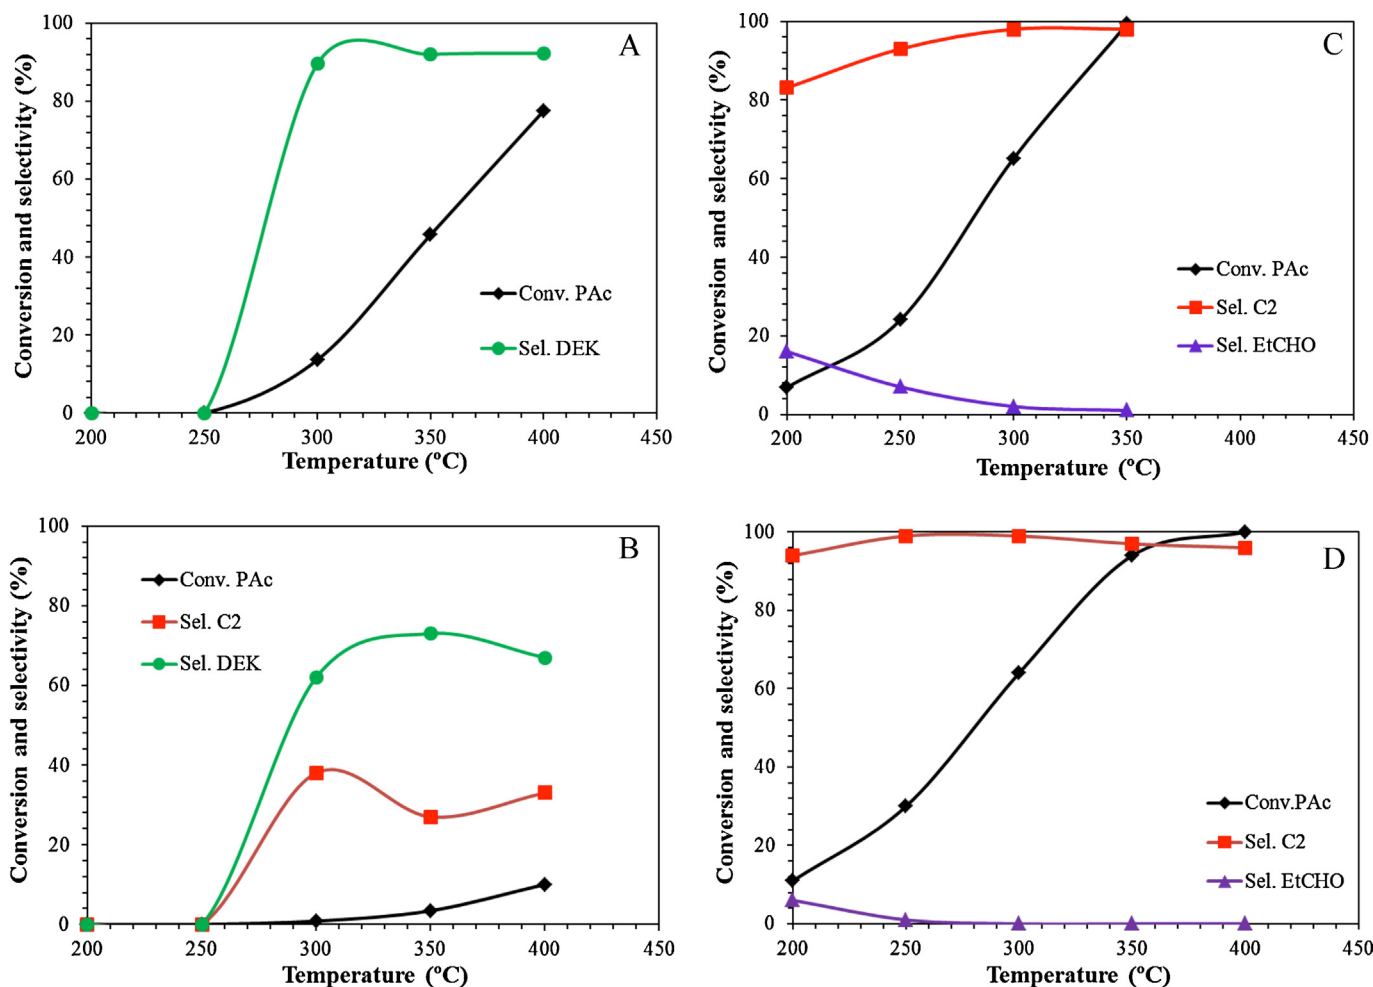 A
Conversion and selectivity (%)
100
80
60
40
20
0
Conv. PAc
Sel. DEK
200 250 300 350 400 450
Temperature (ºC)
C
Conversion and selectivity (%)
100
80
60
40
20
0
Conv. PAc
Sel. C2
Sel. EtCHO
200 250 300 350 400 450
Temperature (ºC)
B
Conversion and selectivity (%)
100
80
60
40
20
0
Conv. PAc
Sel. C2
Sel. DEK
200 250 300 350 400 450
Temperature (ºC)
D
Conversion and selectivity (%)
100
80
60
40
20
0
Conv.PAc
Sel. C2
Sel. EtCHO
200 250 300 350 400 450
Temperature (ºC)